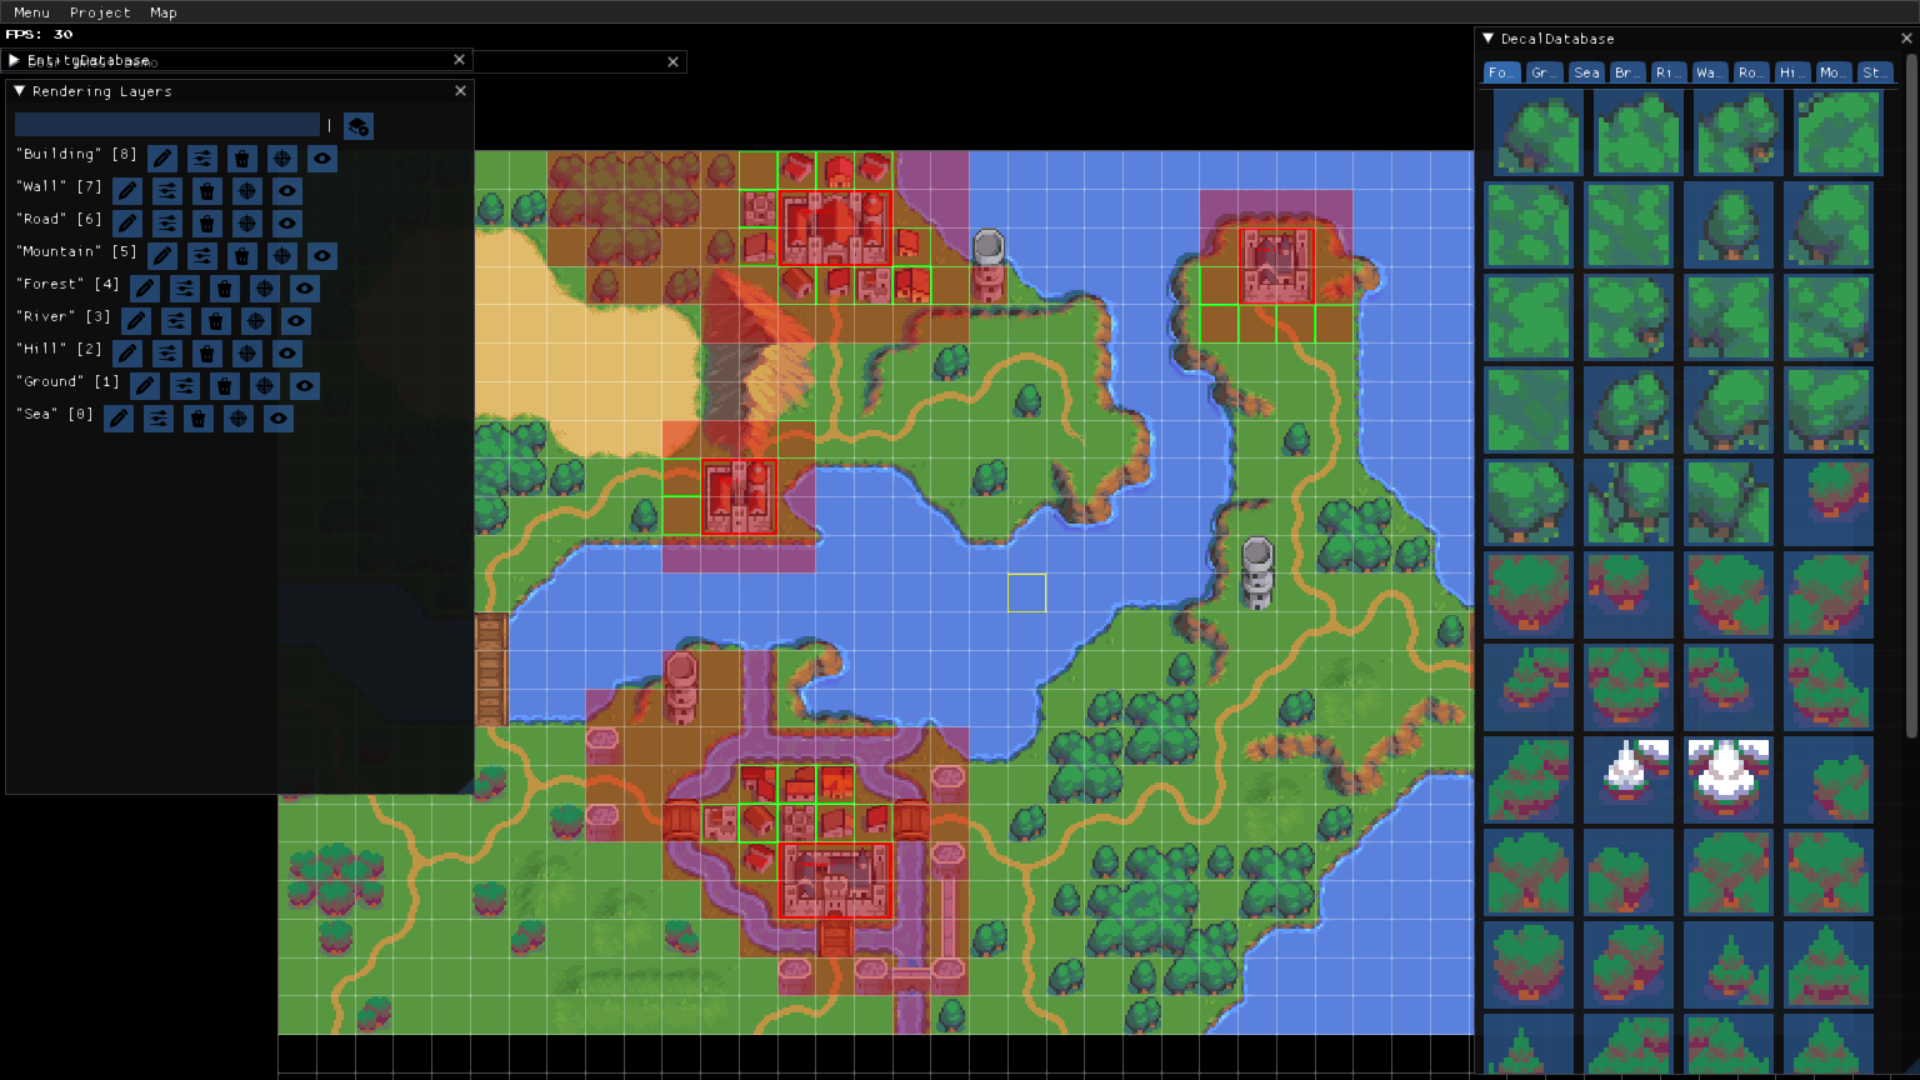 Menu Project Map
FPS: 30
EntityDatabase
Demo
Rendering Layers
|
"Building" [8]
"Wall" [7]
"Road" [6]
"Mountain" [5]
"Forest" [4]
"River" [3]
"Hill" [2]
"Ground" [1]
"Sea" [0]
DecalDatabase
Fo... Gr... Sea Br... Ri... Wa... Ro... Hi... Mo... St...